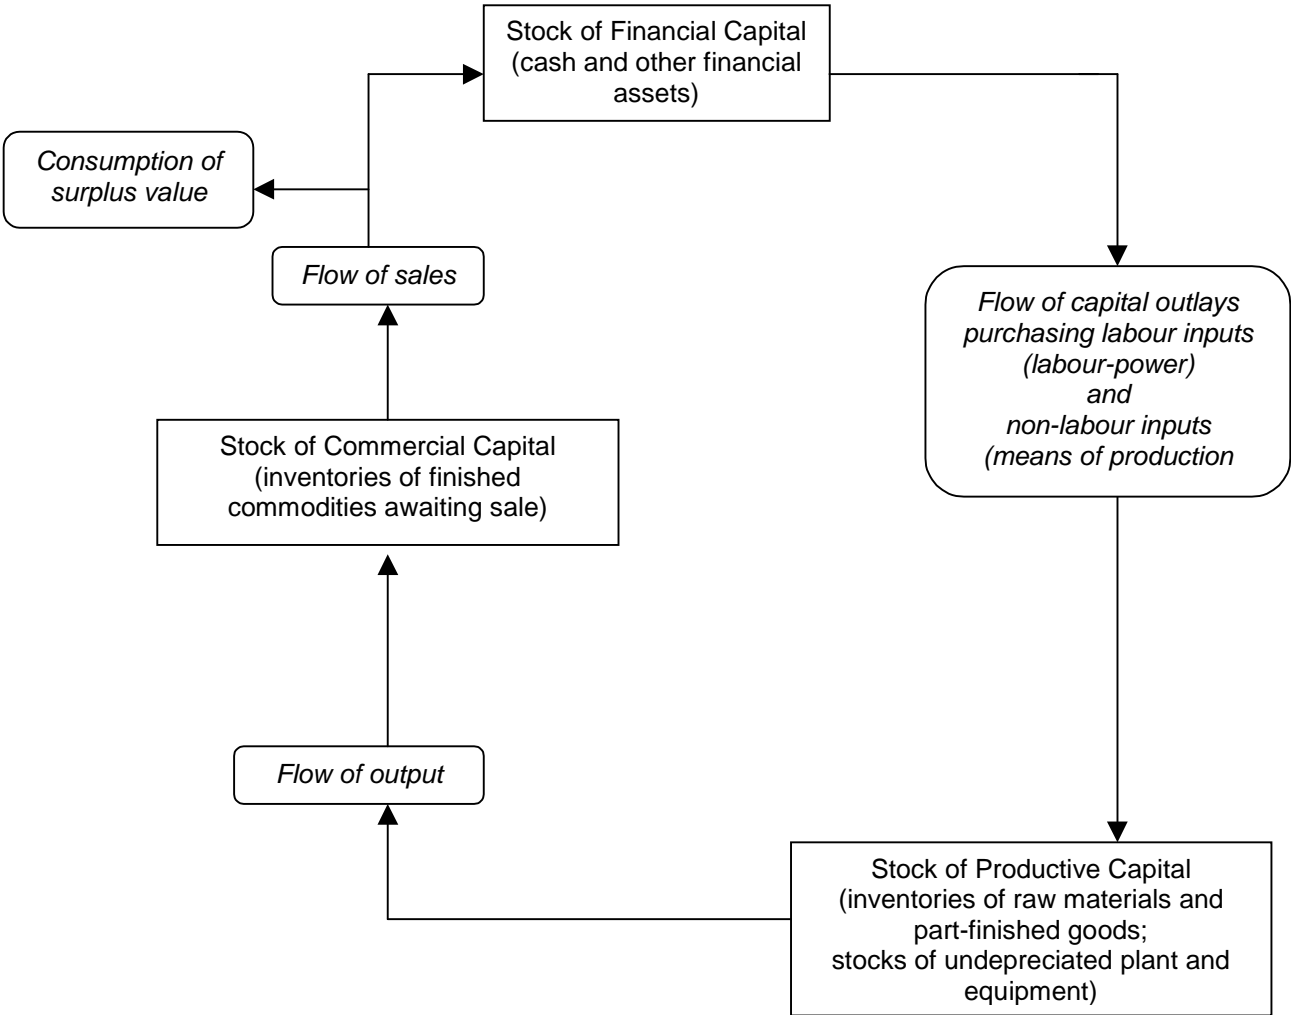 Stock of Financial Capital
(cash and other financial
assets)
Consumption of
surplus value
Flow of sales
Flow of capital outlays
purchasing labour inputs
(labour-power)
and
non-labour inputs
(means of production
Stock of Commercial Capital
(inventories of finished
commodities awaiting sale)
Flow of output
Stock of Productive Capital
(inventories of raw materials and
part-finished goods;
stocks of undepreciated plant and
equipment)